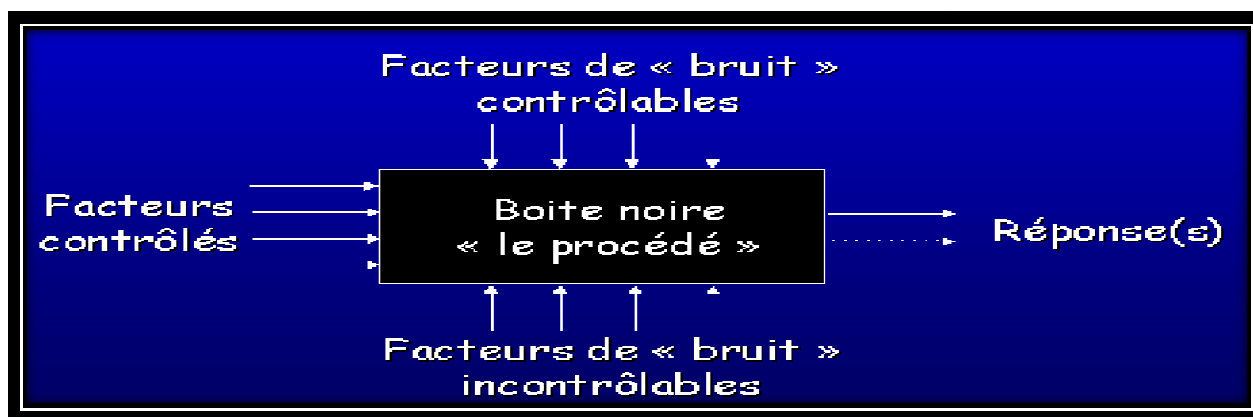 Facteurs de « bruit »
contrôlables
Facteurs
contrôlés
Boite noire
« le procédé »
Réponse(s)
Facteurs de « bruit »
incontrôlables